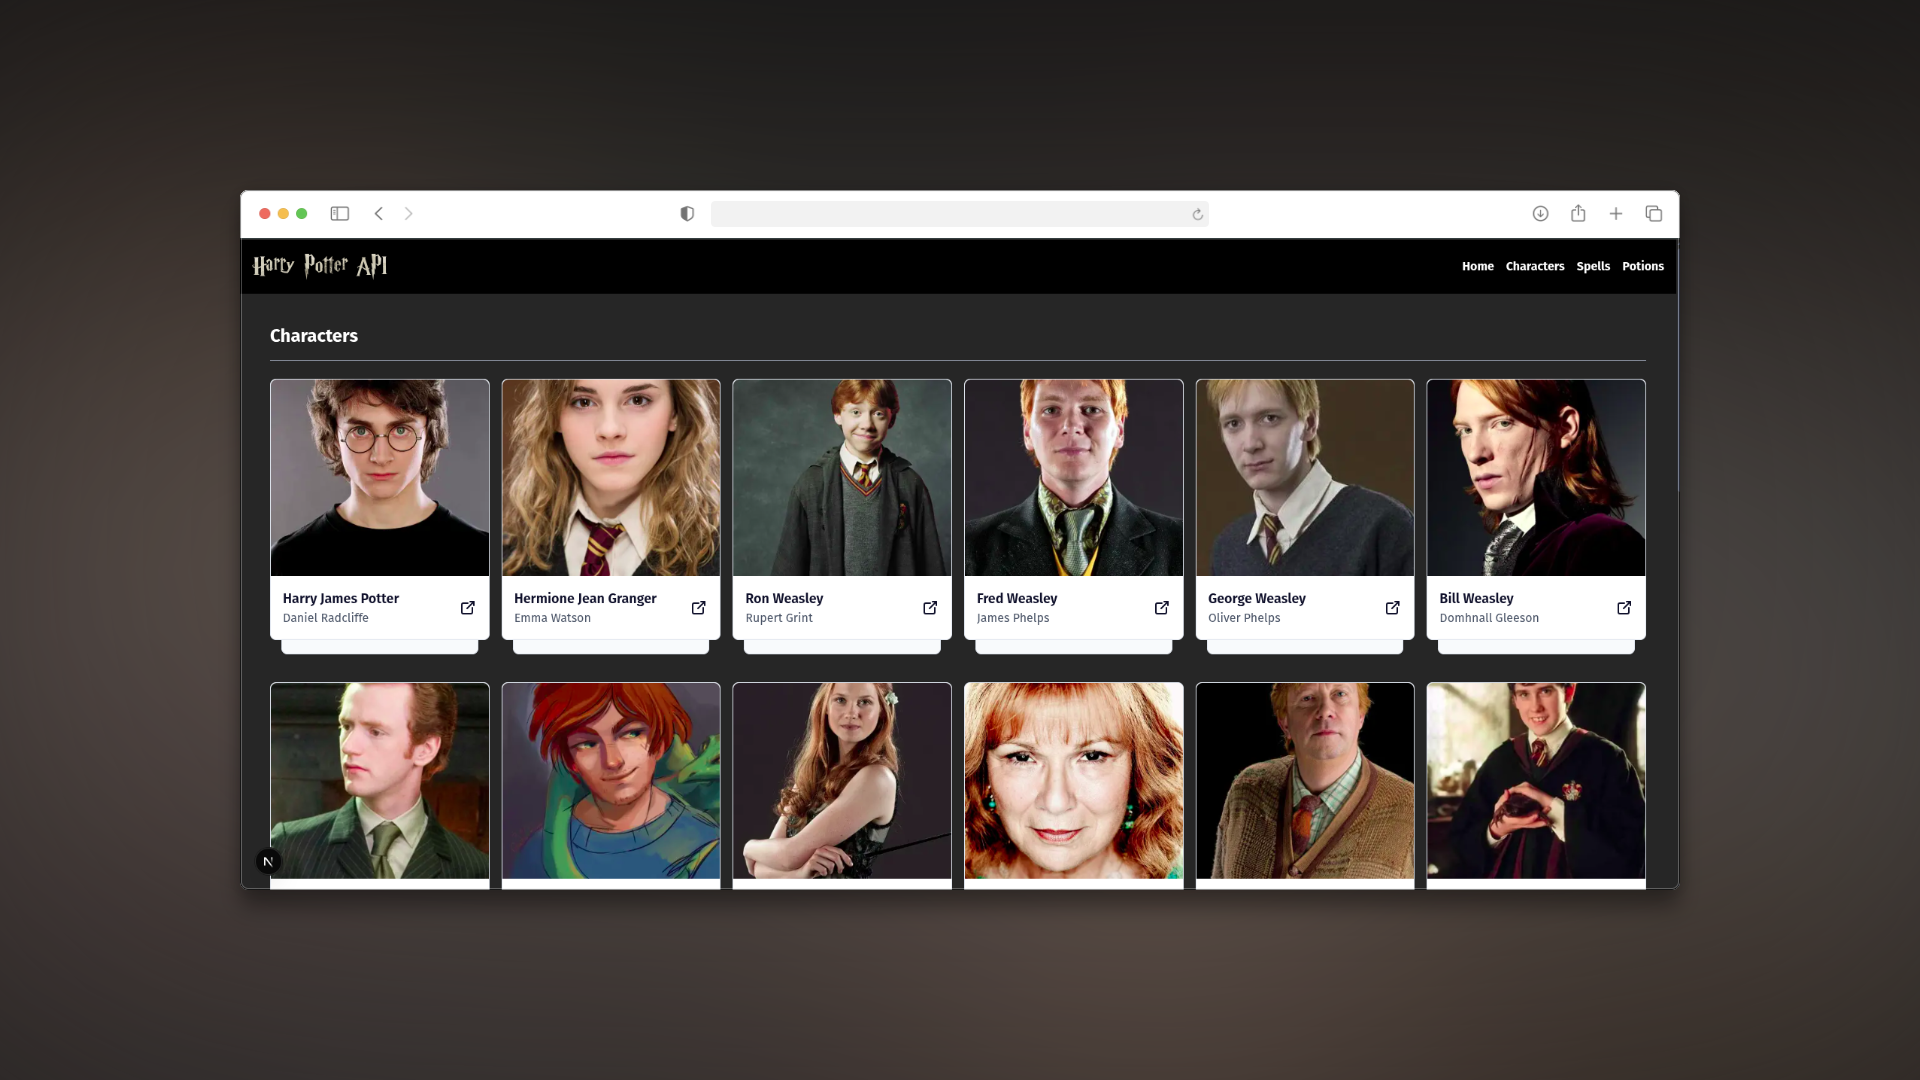 Harry Potter API
Home Characters Spells Potions
Characters
Harry James Potter
Daniel Radcliffe
Hermione Jean Granger
Emma Watson
Ron Weasley
Rupert Grint
Fred Weasley
James Phelps
George Weasley
Oliver Phelps
Bill Weasley
Domhnall Gleeson
N